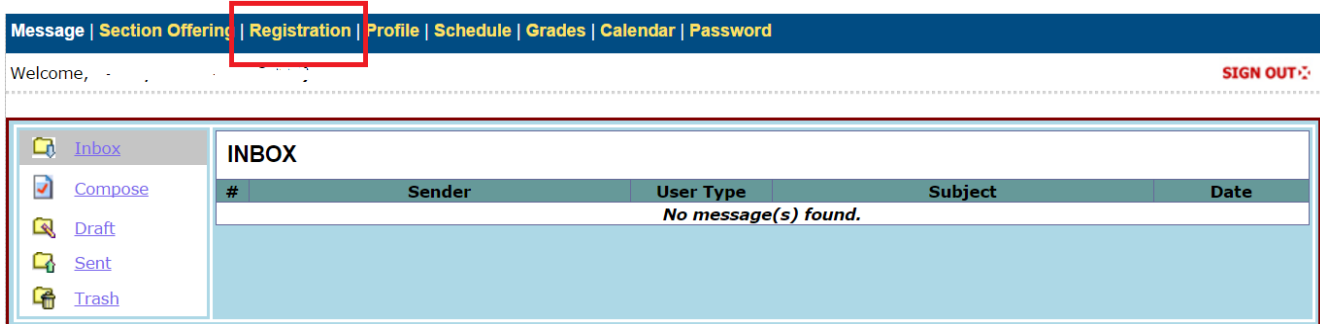 Message | Section Offering | Registration | Profile | Schedule | Grades | Calendar | Password
Welcome,
SIGN OUT
Inbox
Compose
Draft
Sent
Trash
INBOX
# Sender User Type Subject Date
No message(s) found.